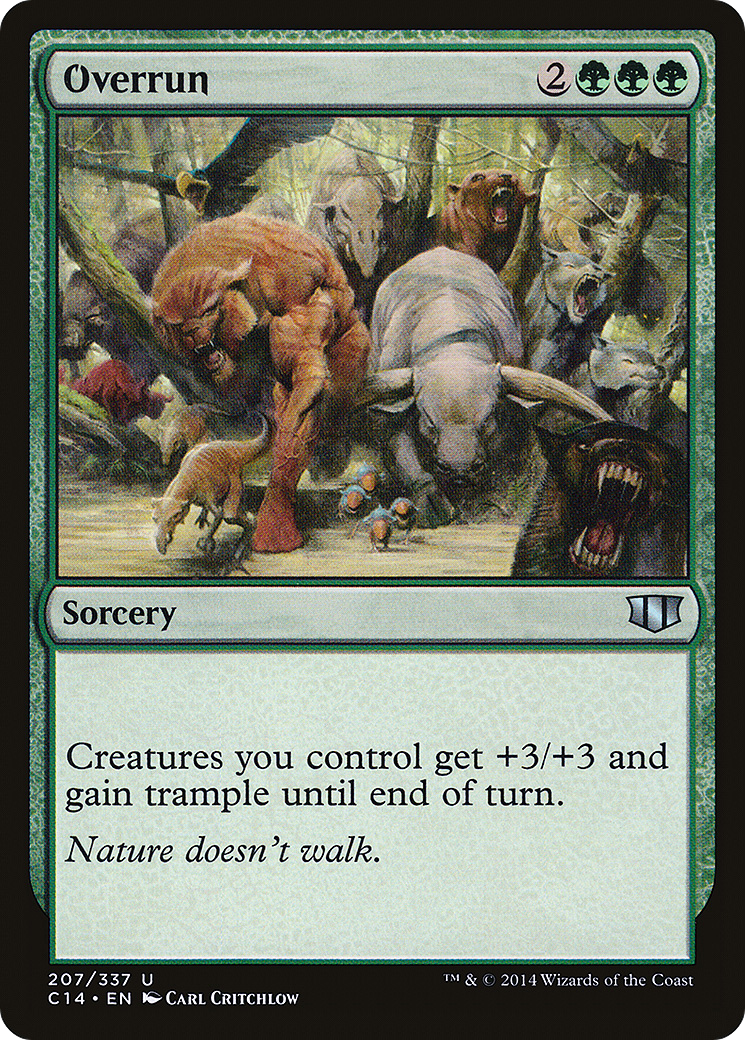 Overrun 2
Sorcery
Creatures you control get +3/+3 and
gain trample until end of turn.
Nature doesn't walk.
207/337 U ™ & © 2014 Wizards of the Coast
C14 • EN Carl Critchlow